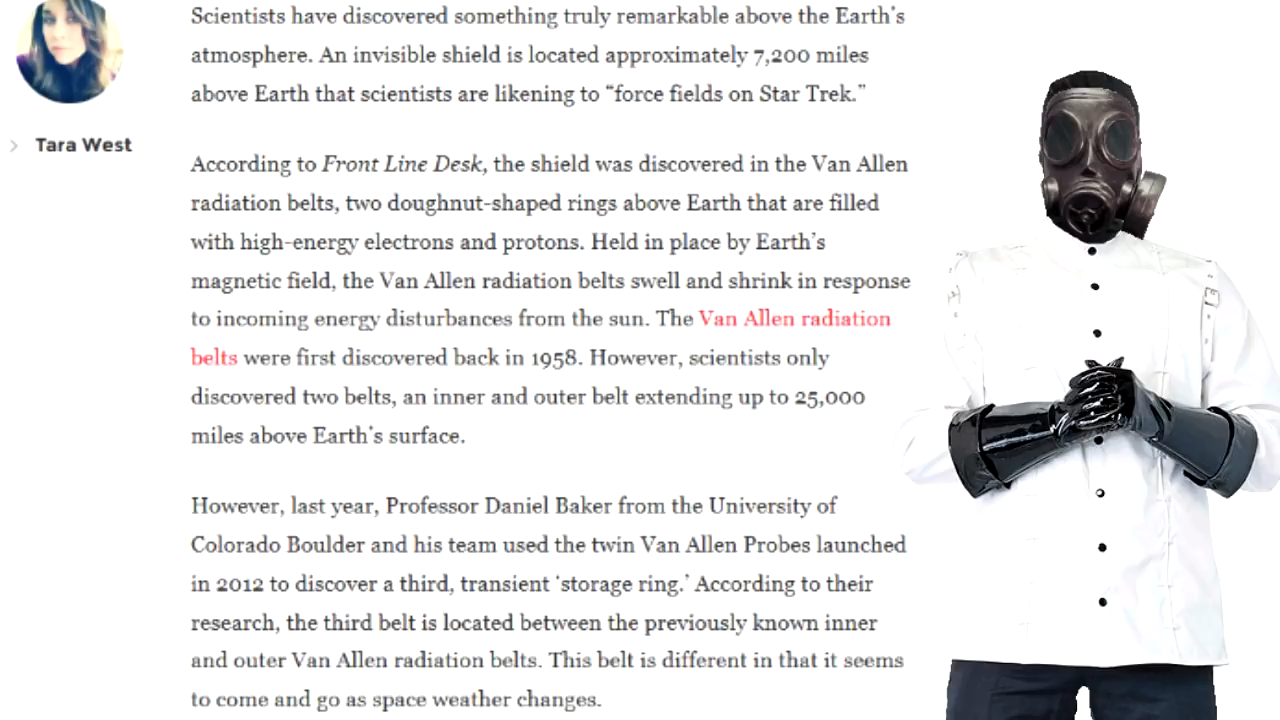 Scientists have discovered something truly remarkable above the Earth's
atmosphere. An invisible shield is located approximately 7,200 miles
above Earth that scientists are likening to “force fields on Star Trek.”
Tara West
According to Front Line Desk, the shield was discovered in the Van Allen
radiation belts, two doughnut-shaped rings above Earth that are filled
with high-energy electrons and protons. Held in place by Earth’s
magnetic field, the Van Allen radiation belts swell and shrink in response
to incoming energy disturbances from the sun. The Van Allen radiation
belts were first discovered back in 1958. However, scientists only
discovered two belts, an inner and outer belt extending up to 25,000
miles above Earth’s surface.
However, last year, Professor Daniel Baker from the University of
Colorado Boulder and his team used the twin Van Allen Probes launched
in 2012 to discover a third, transient ‘storage ring.’ According to their
research, the third belt is located between the previously known inner
and outer Van Allen radiation belts. This belt is different in that it seems
to come and go as space weather changes.